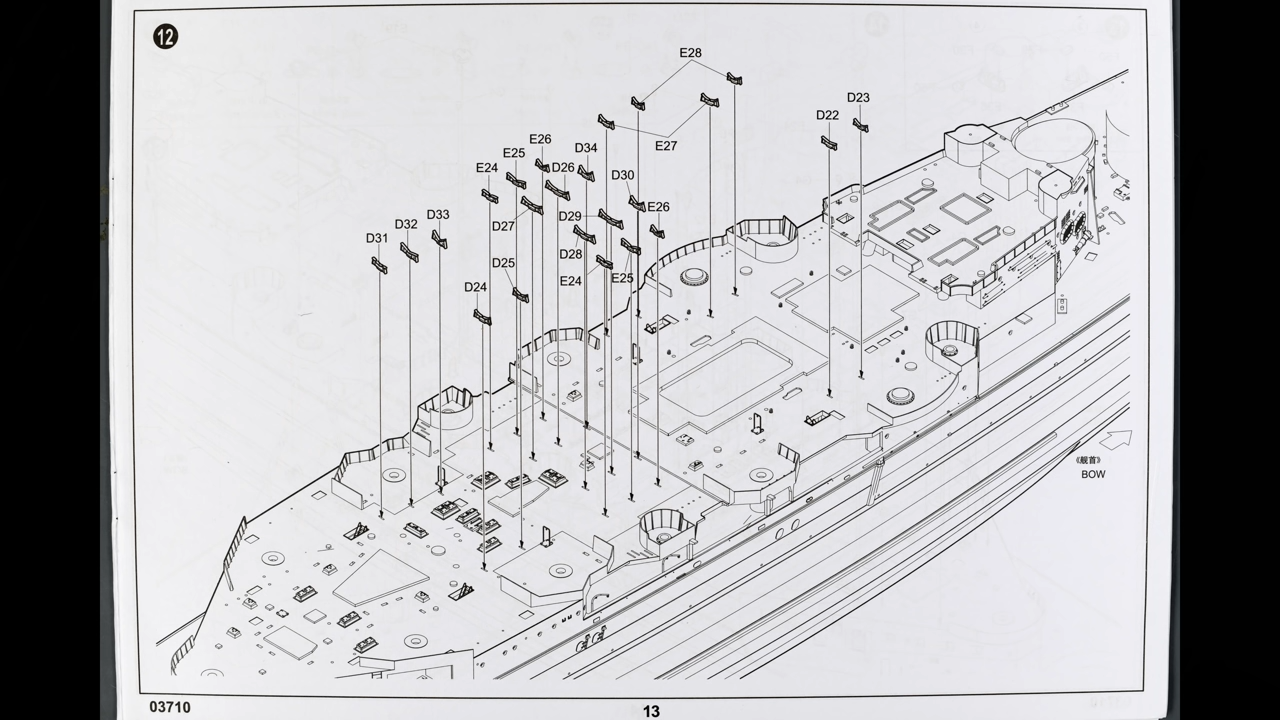 12
E28
D23
D22
E27
E26
D34
E25
D26
E24
D30
E26
D33
D29
D32
D27
D31
D28
D25
E24
E25
D24
《舰首》
BOW
03710
13